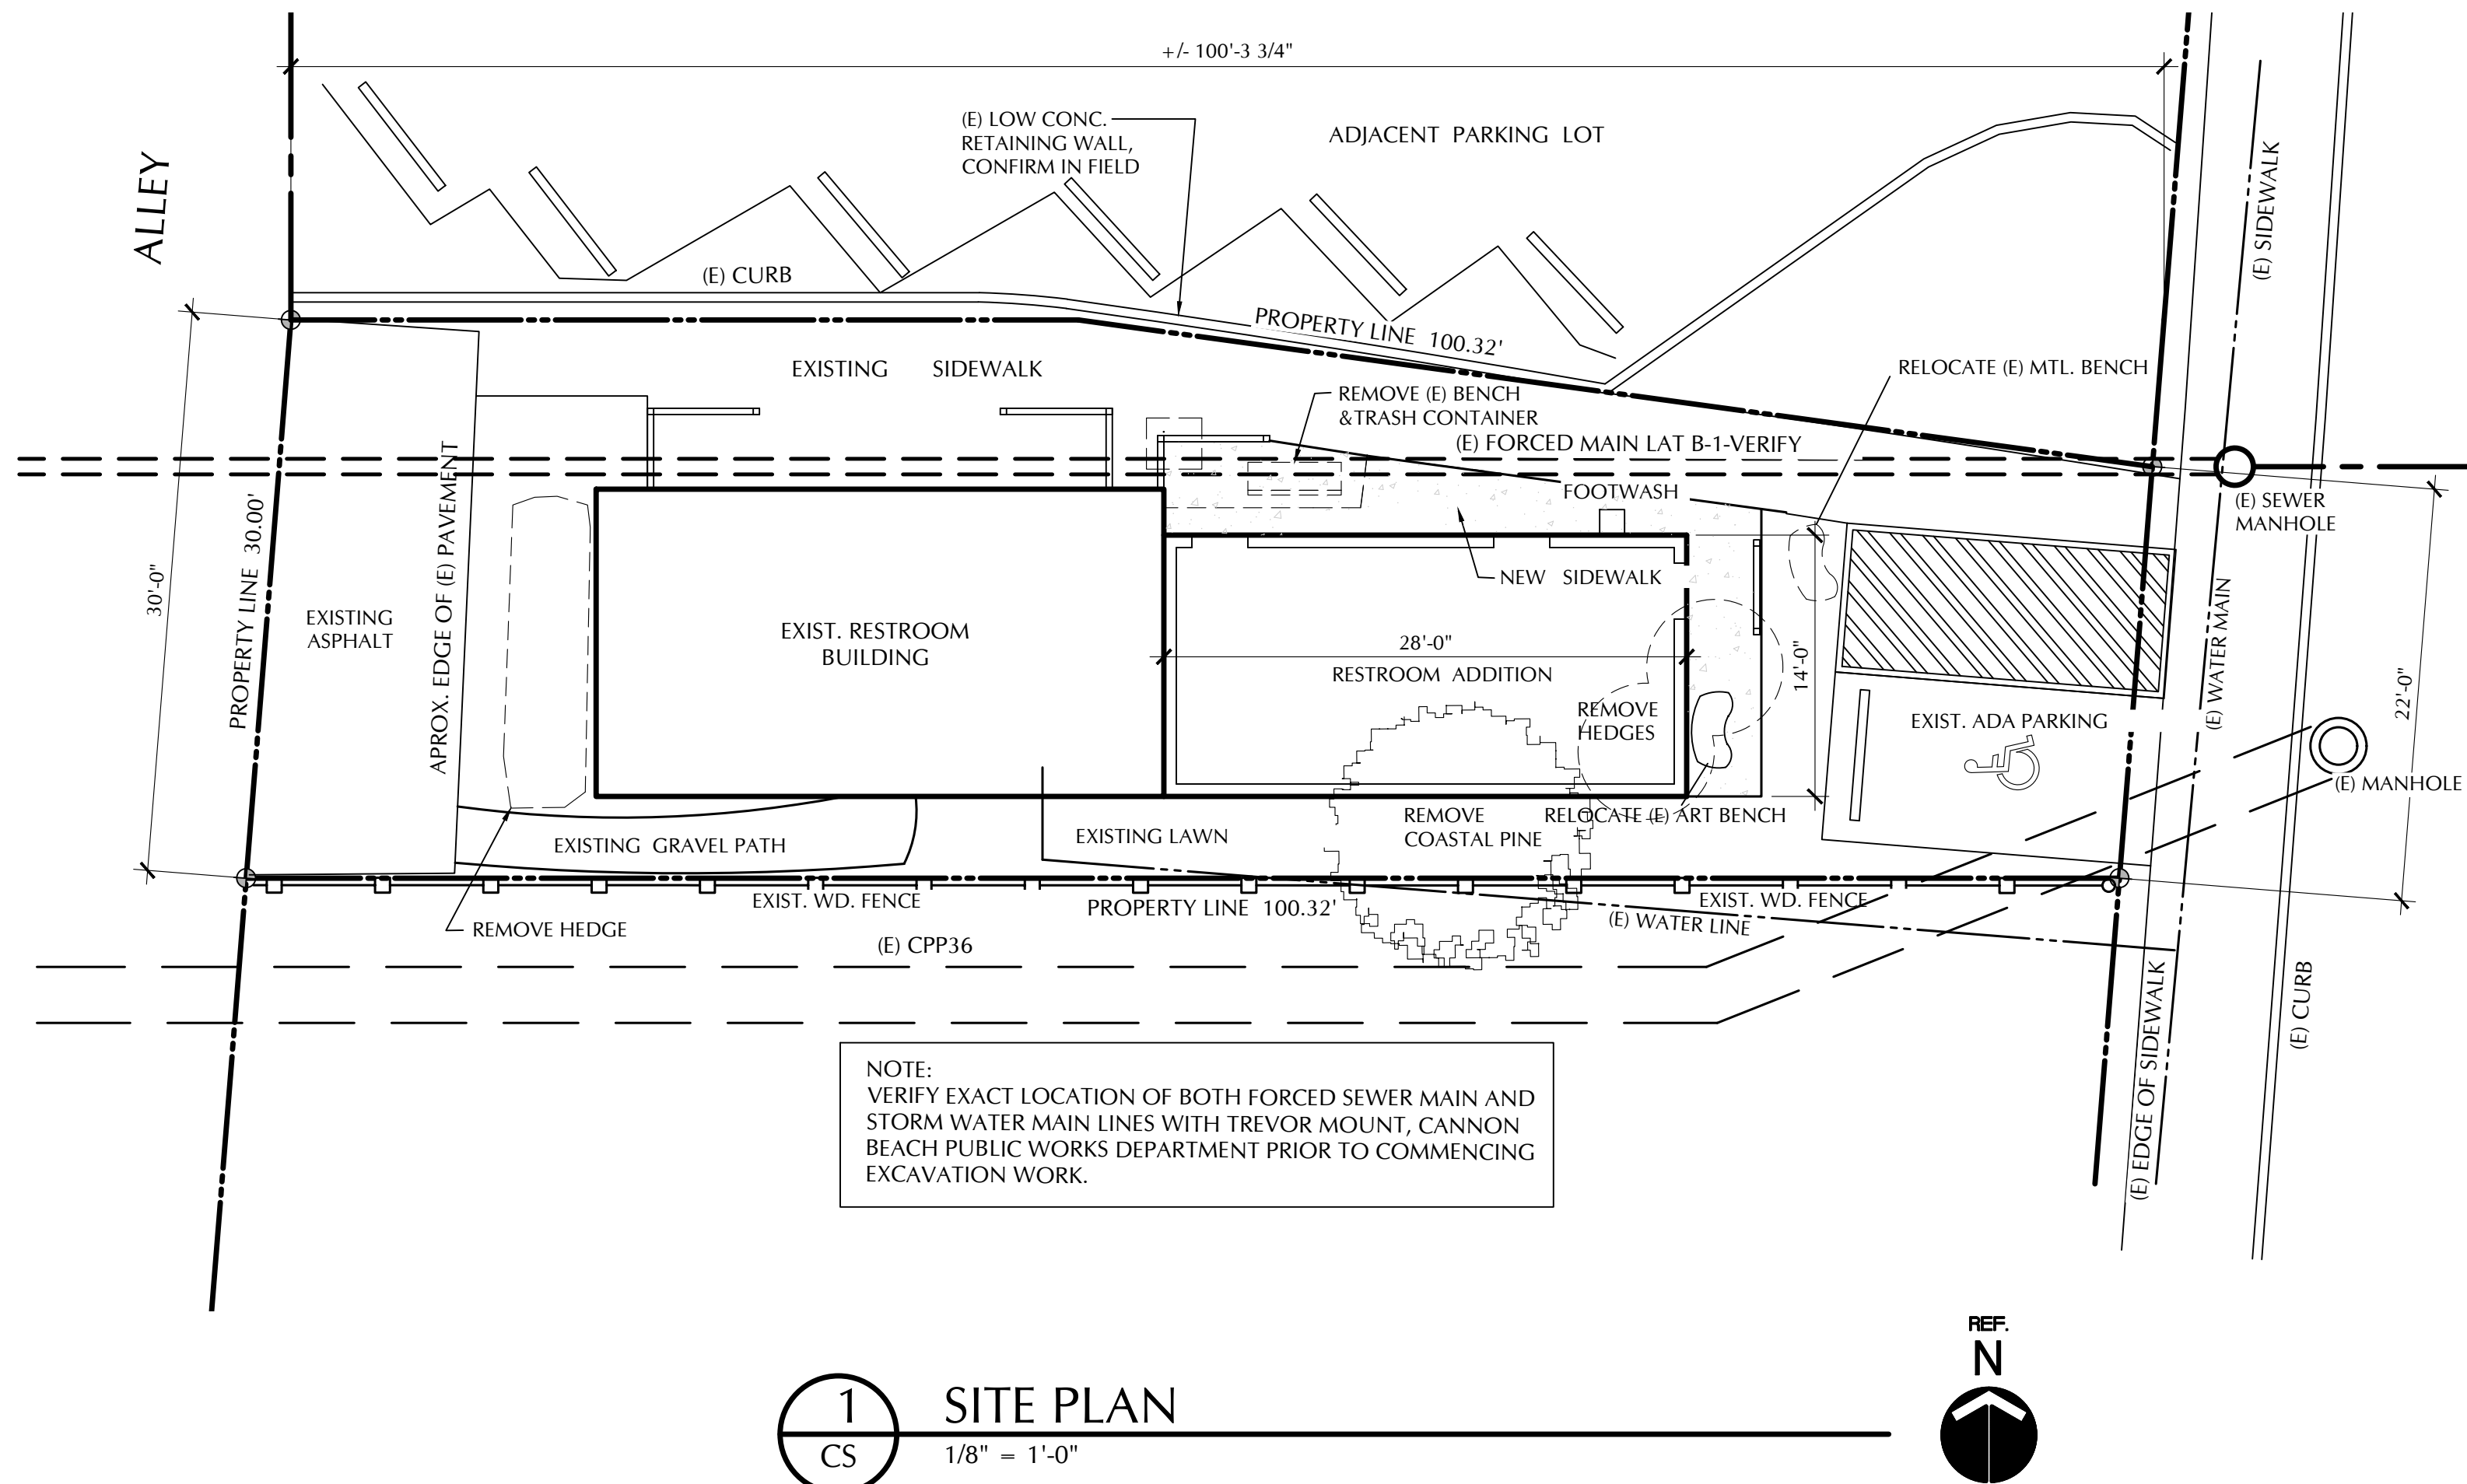 +/- 100'-3 3/4"
(E) LOW CONC.
RETAINING WALL,
CONFIRM IN FIELD
ADJACENT PARKING LOT
ALLEY
(E) SIDEWALK
(E) CURB
PROPERTY LINE 100.32'
EXISTING SIDEWALK
RELOCATE (E) MTL. BENCH
REMOVE (E) BENCH
&TRASH CONTAINER
(E) FORCED MAIN LAT B-1-VERIFY
FOOTWASH
(E) SEWER
MANHOLE
30'-0"
PROPERTY LINE 30.00'
APROX. EDGE OF (E) PAVEMENT
EXISTING
ASPHALT
EXIST. RESTROOM
BUILDING
NEW SIDEWALK
28'-0"
RESTROOM ADDITION
14'-0"
REMOVE
HEDGES
(E) WATER MAIN
22'-0"
EXIST. ADA PARKING
(E) MANHOLE
EXISTING GRAVEL PATH
EXISTING LAWN
REMOVE
COASTAL PINE
RELOCATE (E) ART BENCH
EXIST. WD. FENCE
PROPERTY LINE 100.32'
EXIST. WD. FENCE
(E) WATER LINE
REMOVE HEDGE
(E) CPP36
(E) EDGE OF SIDEWALK
(E) CURB
NOTE:
VERIFY EXACT LOCATION OF BOTH FORCED SEWER MAIN AND
STORM WATER MAIN LINES WITH TREVOR MOUNT, CANNON
BEACH PUBLIC WORKS DEPARTMENT PRIOR TO COMMENCING
EXCAVATION WORK.
REF.
N
1
CS
SITE PLAN
1/8" = 1'-0"